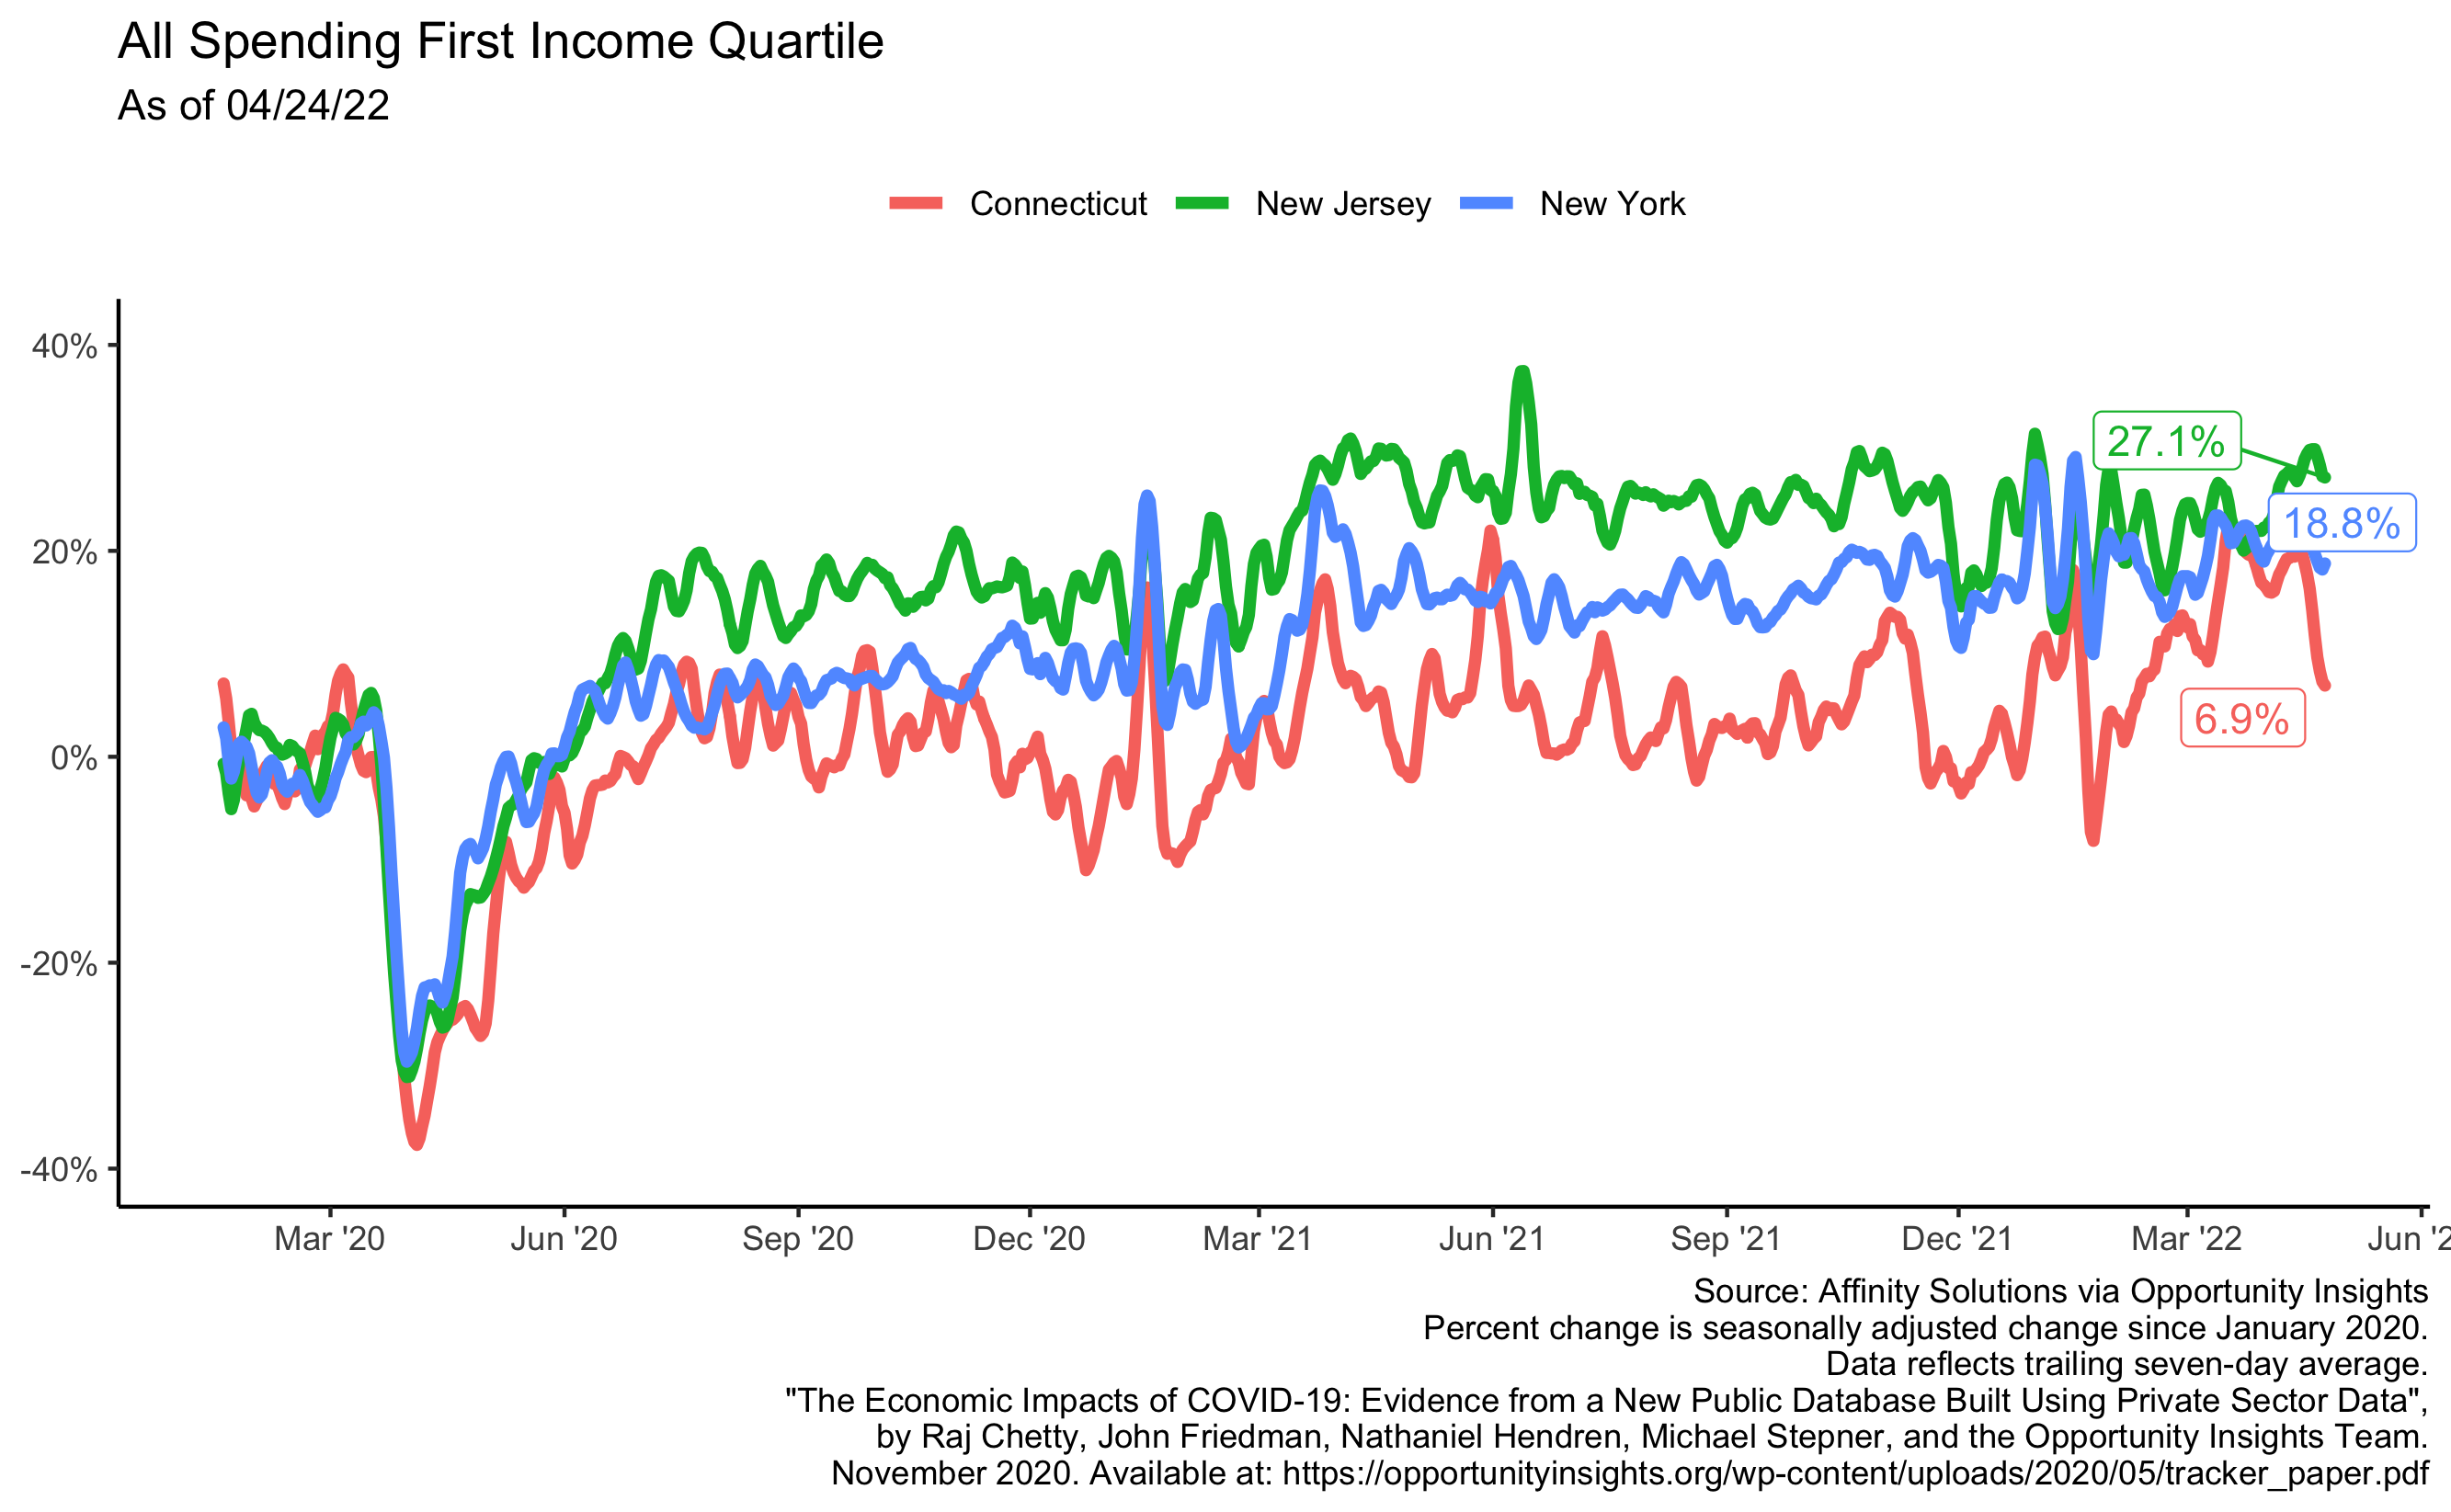 All Spending First Income Quartile
As of 04/24/22
Connecticut New Jersey New York
40%
20%
0%
-20%
-40%
27.1%
18.8%
6.9%
Mar '20 Jun '20 Sep '20 Dec '20 Mar '21 Jun '21 Sep '21 Dec '21 Mar '22 Jun '2
Source: Affinity Solutions via Opportunity Insights
Percent change is seasonally adjusted change since January 2020.
Data reflects trailing seven-day average.
"The Economic Impacts of COVID-19: Evidence from a New Public Database Built Using Private Sector Data",
by Raj Chetty, John Friedman, Nathaniel Hendren, Michael Stepner, and the Opportunity Insights Team.
November 2020. Available at: https://opportunityinsights.org/wp-content/uploads/2020/05/tracker_paper.pdf